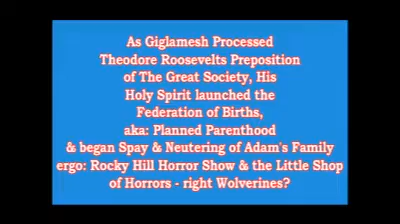 As Giglamesh Processed
Theodore Roosevelts Preposition
of The Great Society, His
Holy Spirit launched the
Federation of Births,
aka: Planned Parenthood
& began Spay & Neutering of Adam's Family
ergo: Rocky Hill Horror Show & the Little Shop
of Horrors - right Wolverines?